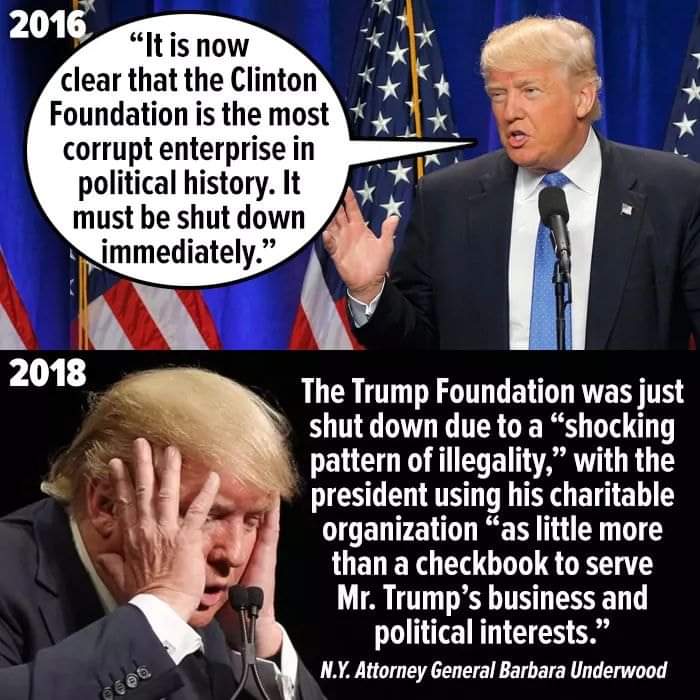 2016
“It is now
clear that the Clinton
Foundation is the most
corrupt enterprise in
political history. It
must be shut down
immediately.”
2018
The Trump Foundation was just
shut down due to a “shocking
pattern of illegality,” with the
president using his charitable
organization “as little more
than a checkbook to serve
Mr. Trump’s business and
political interests.”
N.Y. Attorney General Barbara Underwood